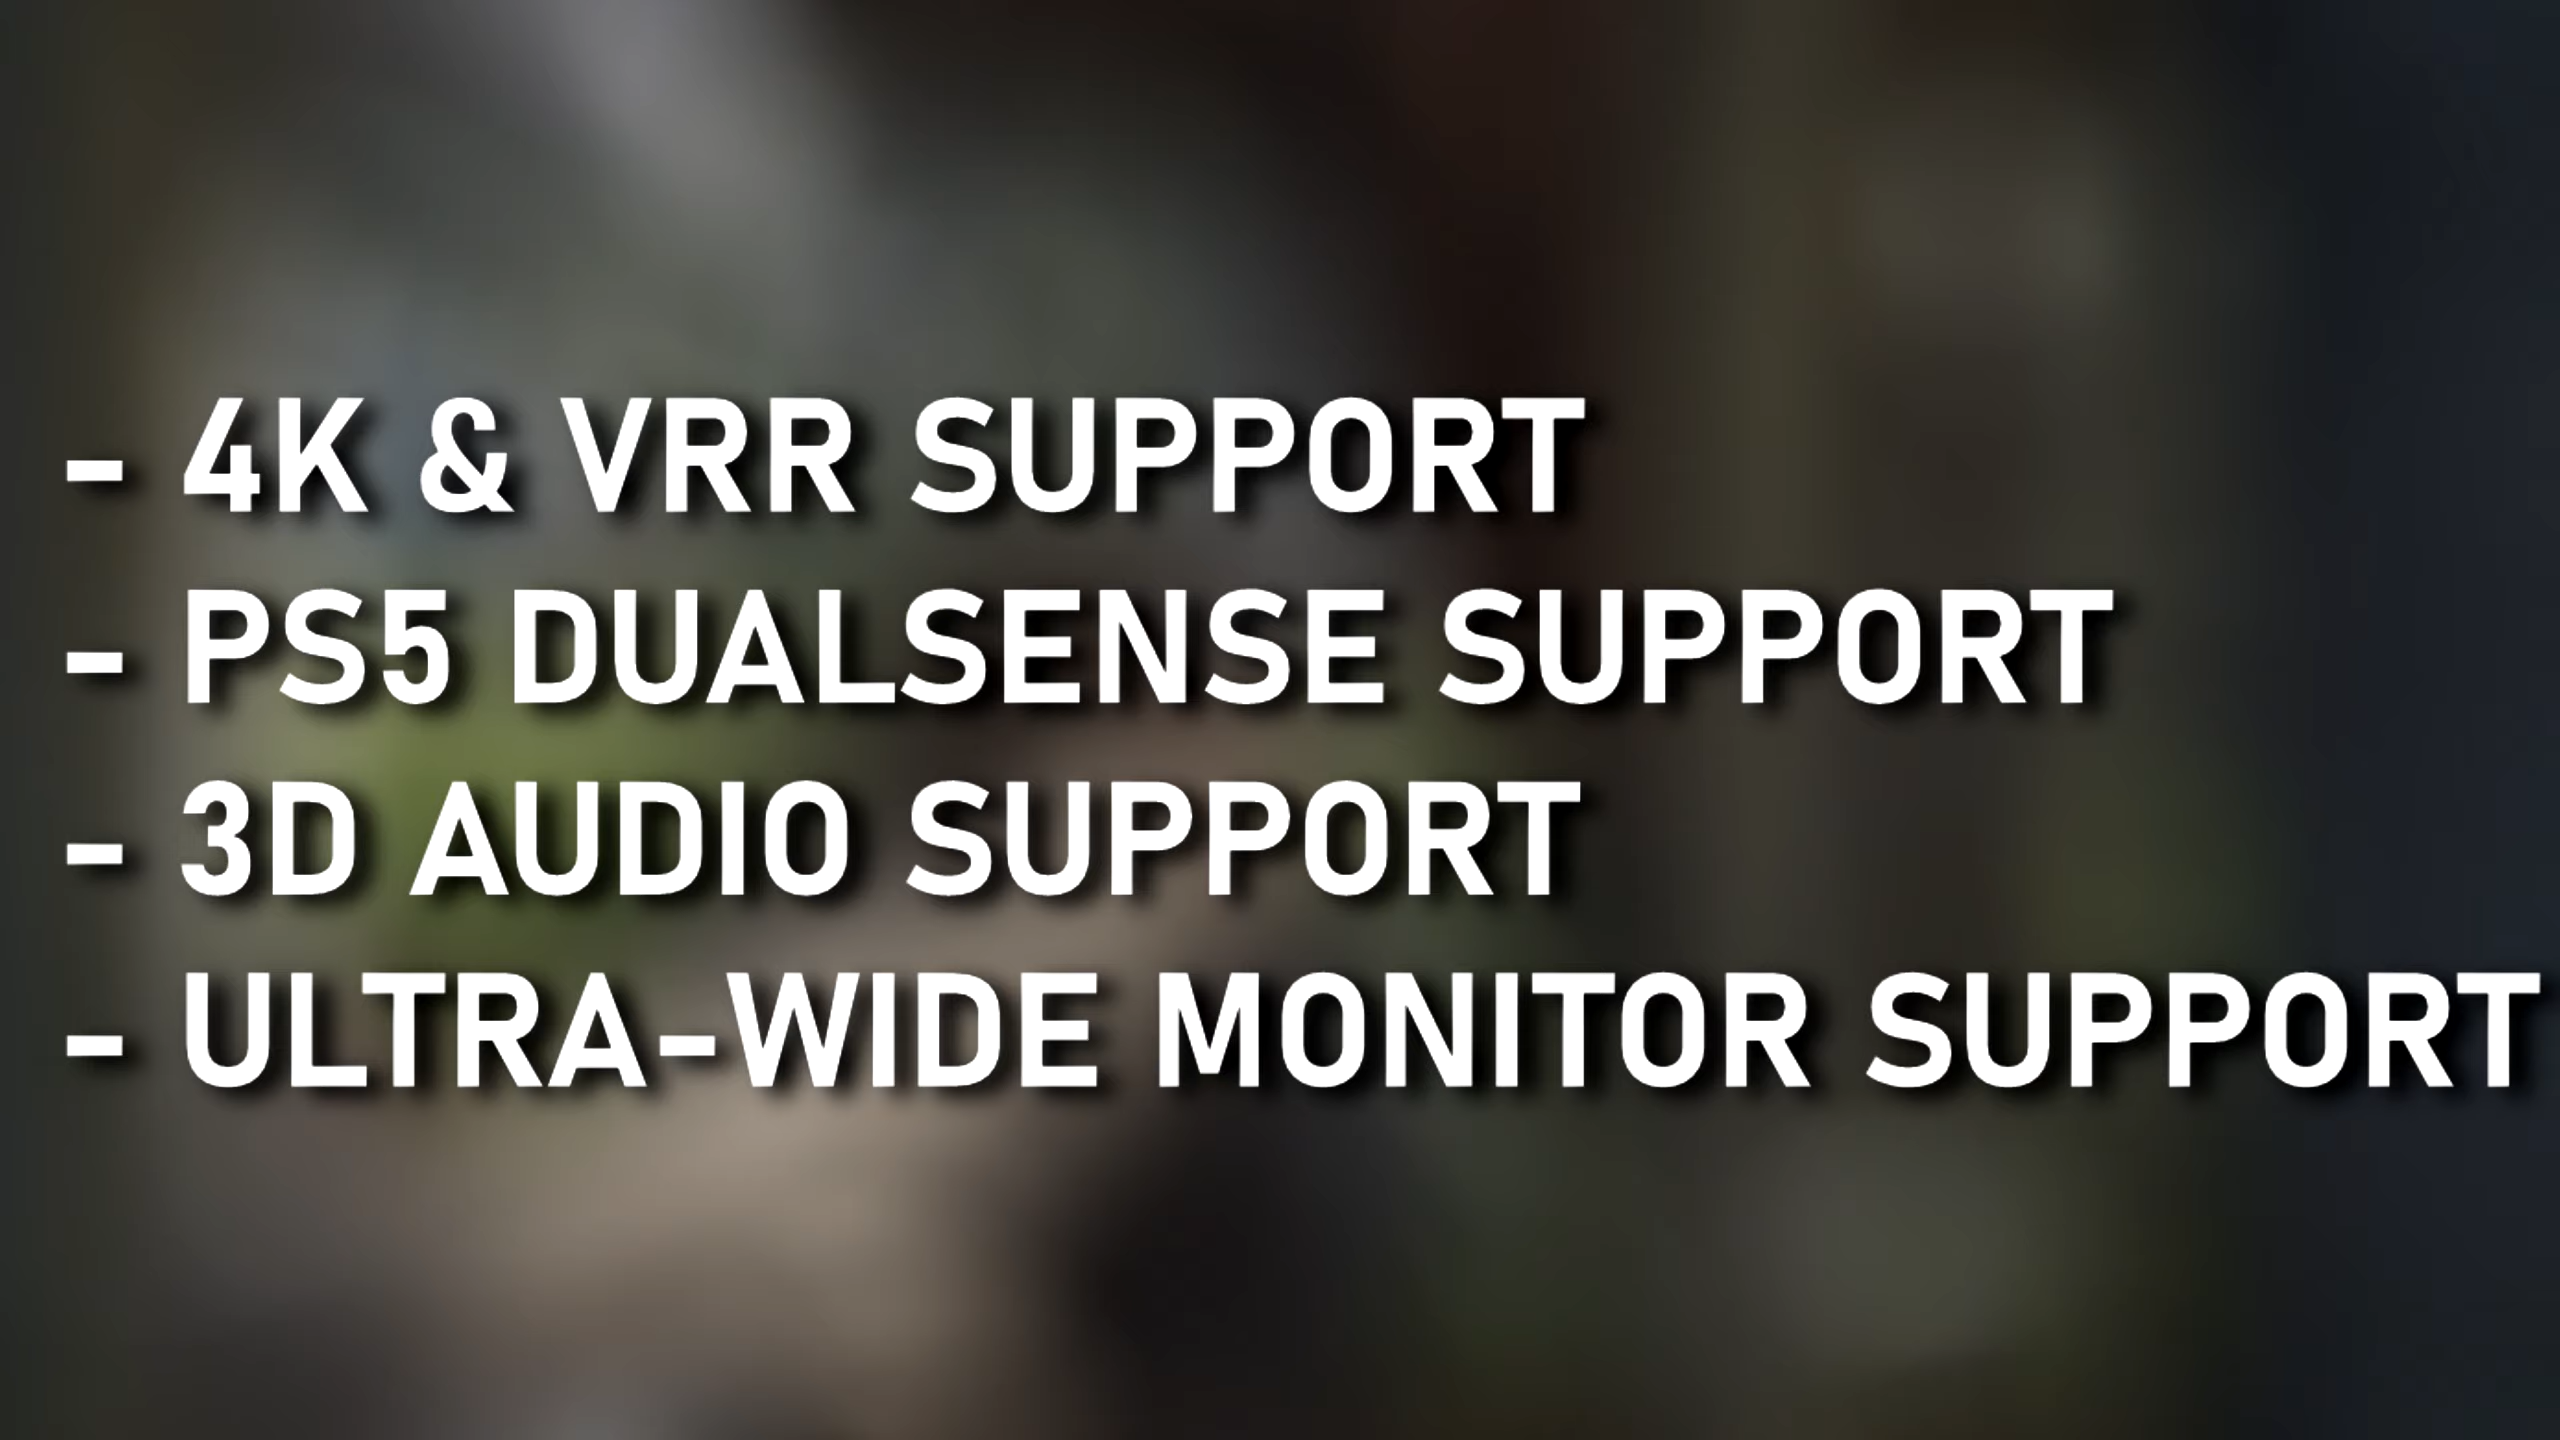 - 4K & VRR SUPPORT
- PS5 DUALSENSE SUPPORT
- 3D AUDIO SUPPORT
- ULTRA-WIDE MONITOR SUPPORT